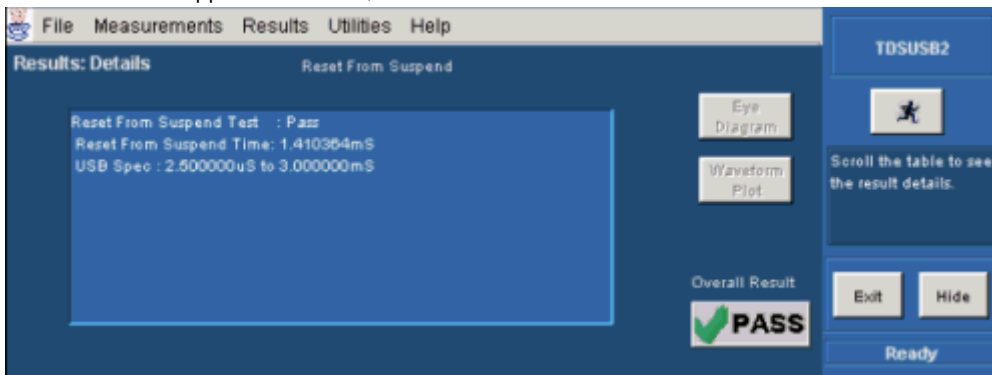 File Measurements Results Utilities Help
TDSUSB2
Results: Details
Reset From Suspend
Reset From Suspend Test : Pass
Reset From Suspend Time: 1.410364mS
USB Spec : 2.500000uS to 3.000000mS
Eye
Diagram
Waveform
Plot
Scroll the table to see
the result details.
Overall Result
PASS
Exit Hide
Ready